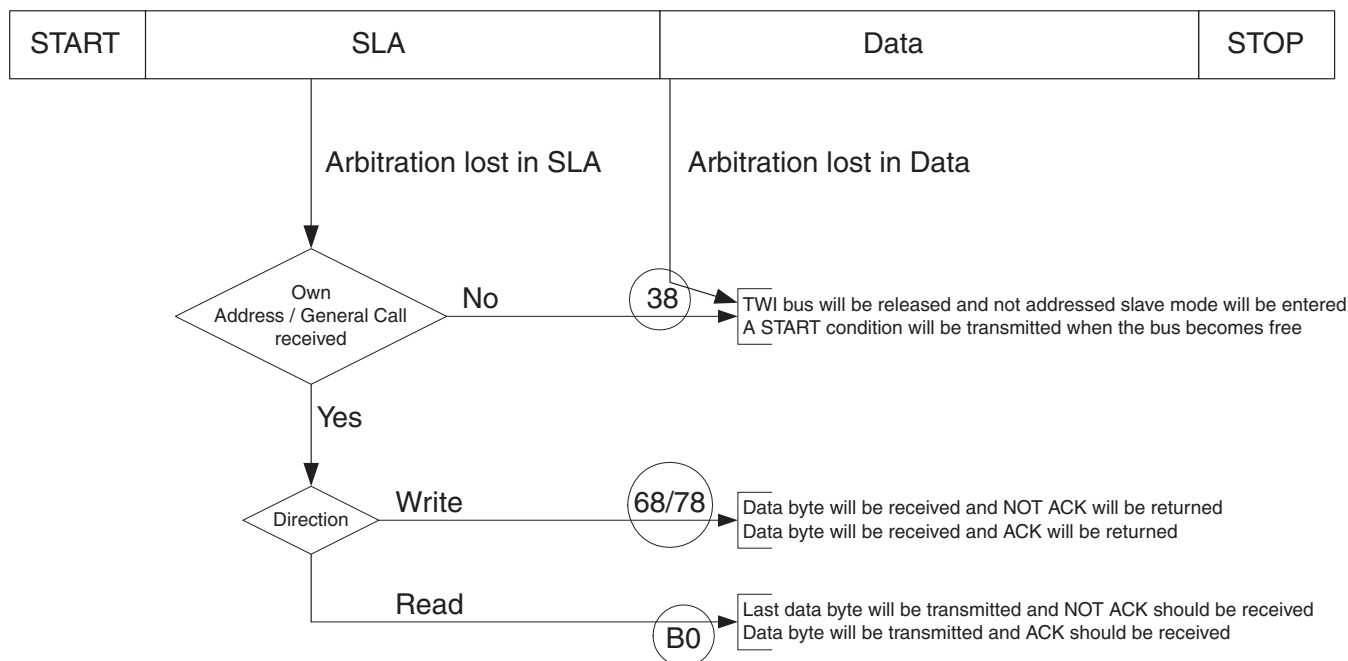 START SLA Data STOP
Arbitration lost in SLA Arbitration lost in Data
Own
Address / General Call
received
No
38
TWI bus will be released and not addressed slave mode will be entered
A START condition will be transmitted when the bus becomes free
Yes
Direction
Write
68/78
Data byte will be received and NOT ACK will be returned
Data byte will be received and ACK will be returned
Read
B0
Last data byte will be transmitted and NOT ACK should be received
Data byte will be transmitted and ACK should be received